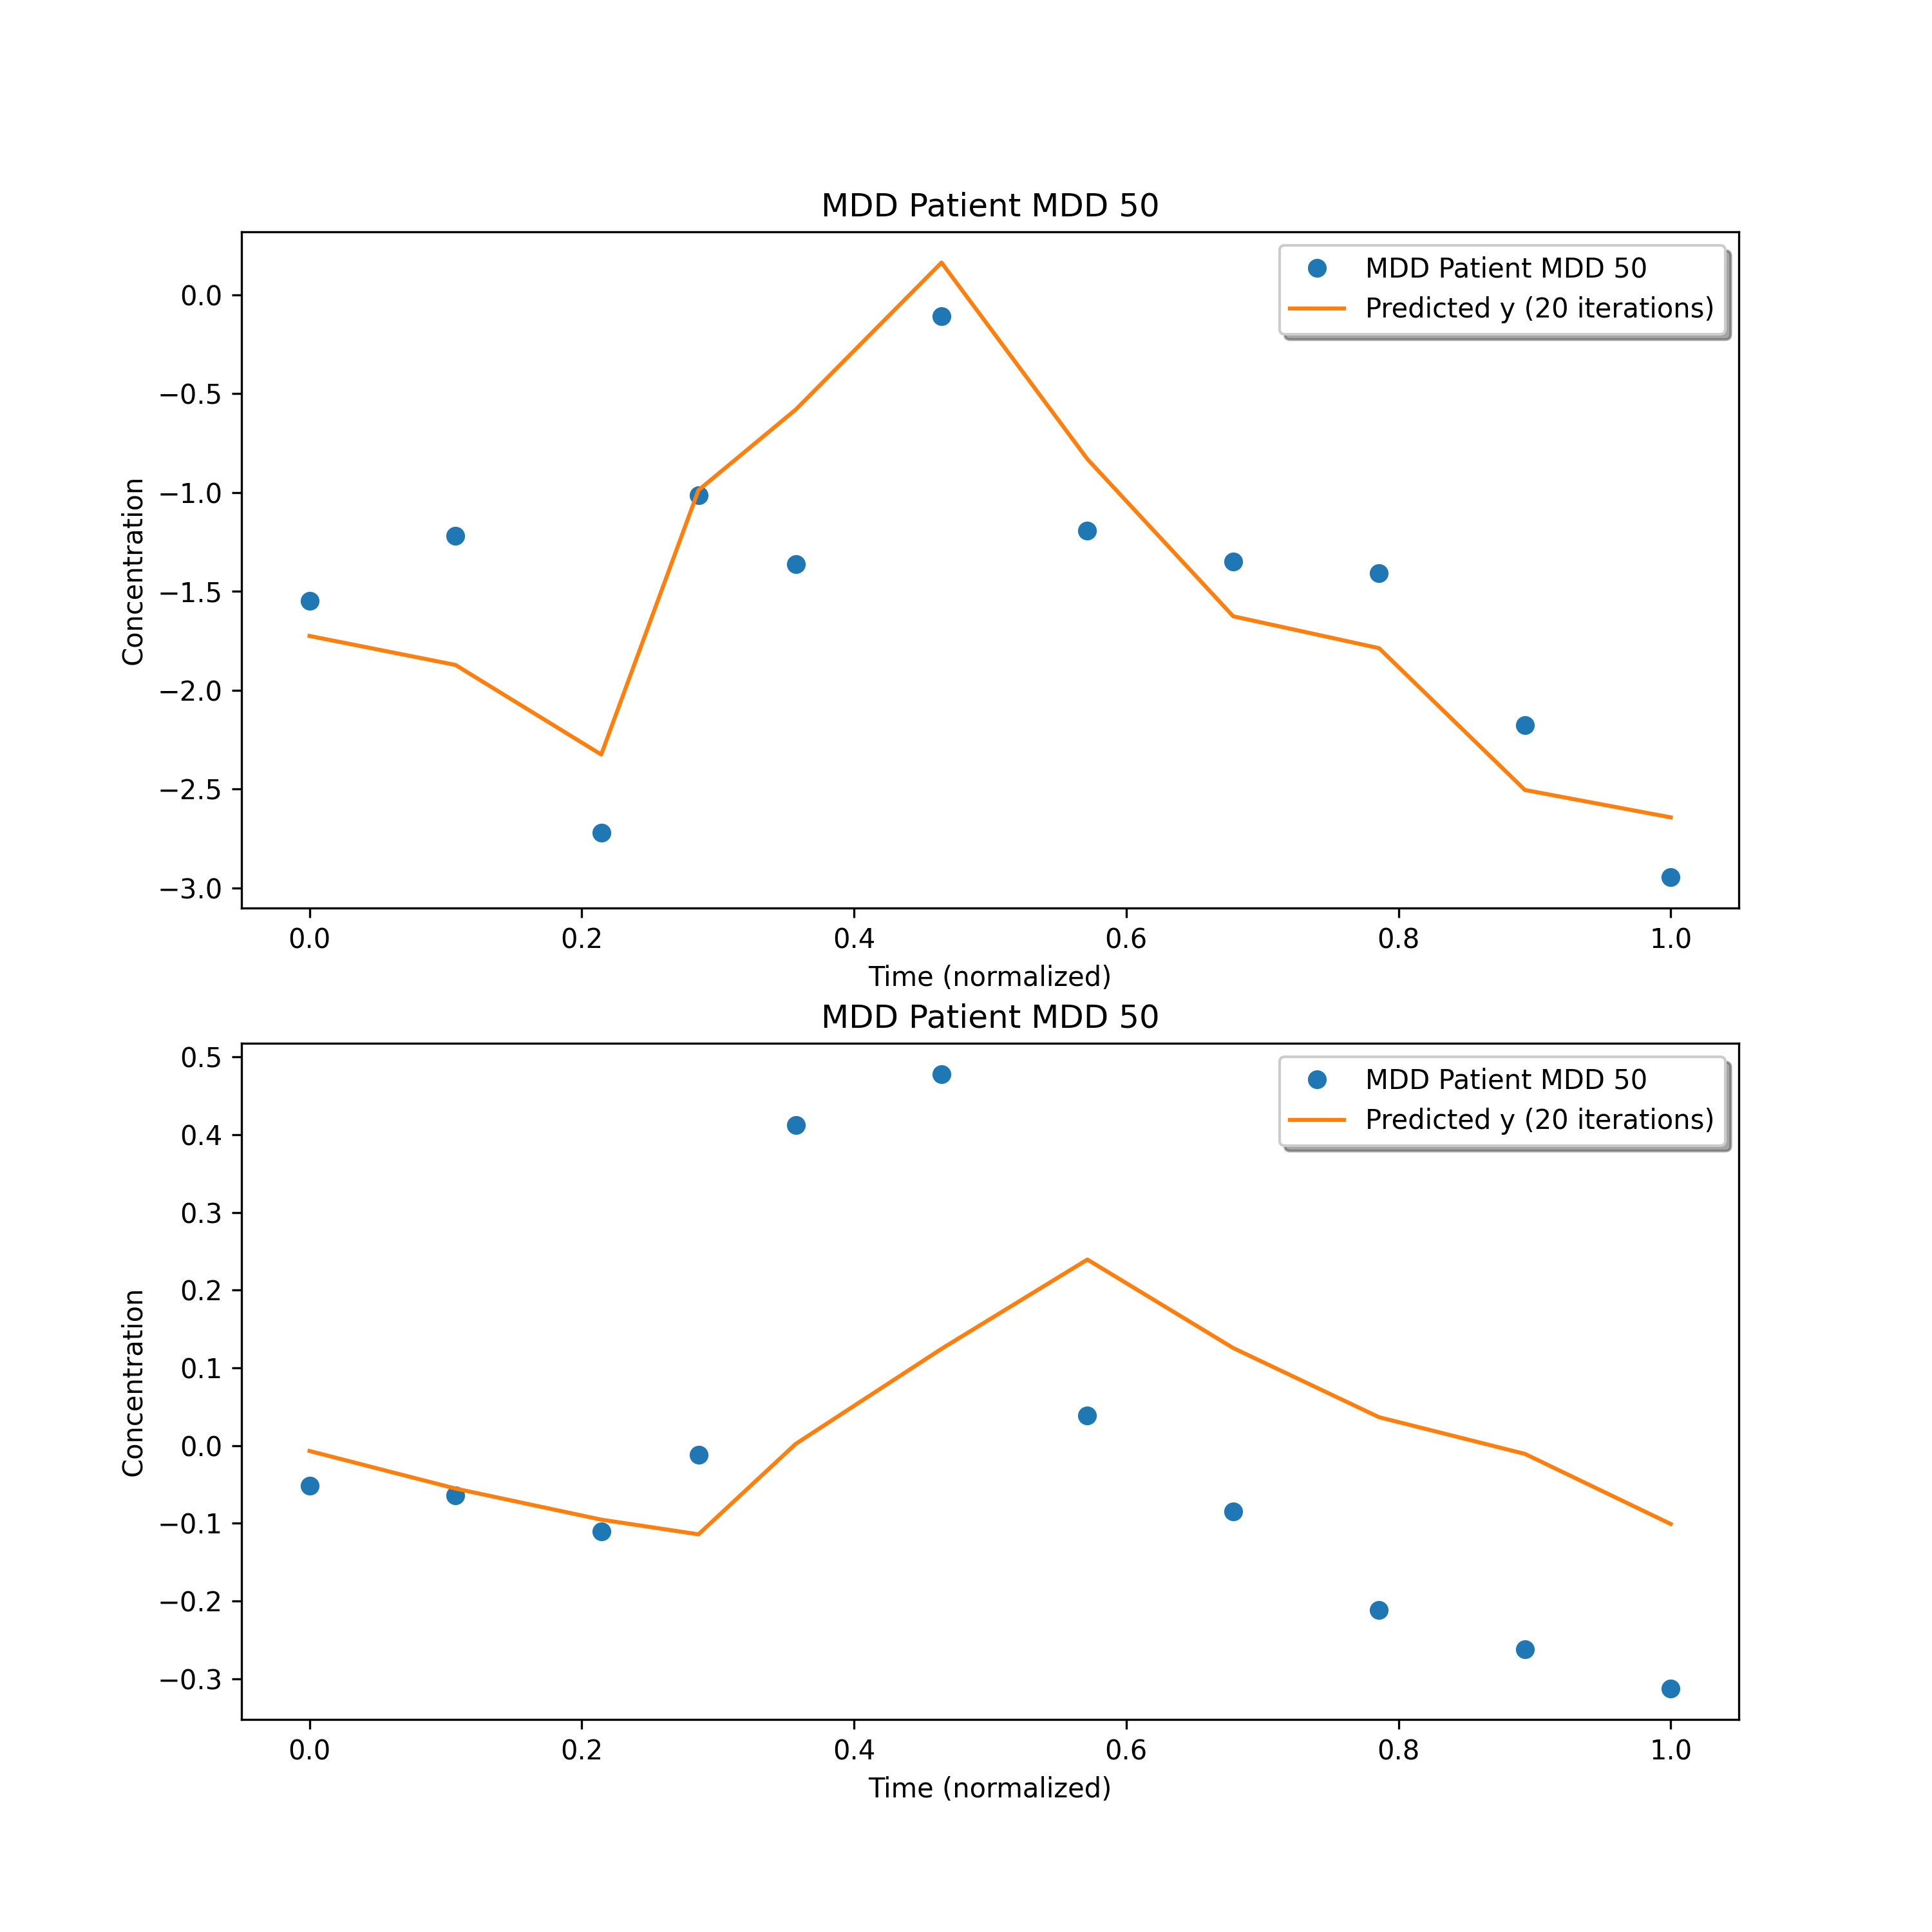 MDD Patient MDD 50
MDD Patient MDD 50
Predicted y (20 iterations)
0.0
−0.5
−1.0
−1.5
−2.0
−2.5
−3.0
Concentration
0.0 0.2 0.4 0.6 0.8 1.0
Time (normalized)
MDD Patient MDD 50
MDD Patient MDD 50
Predicted y (20 iterations)
0.5
0.4
0.3
0.2
0.1
0.0
−0.1
−0.2
−0.3
Concentration
0.0 0.2 0.4 0.6 0.8 1.0
Time (normalized)